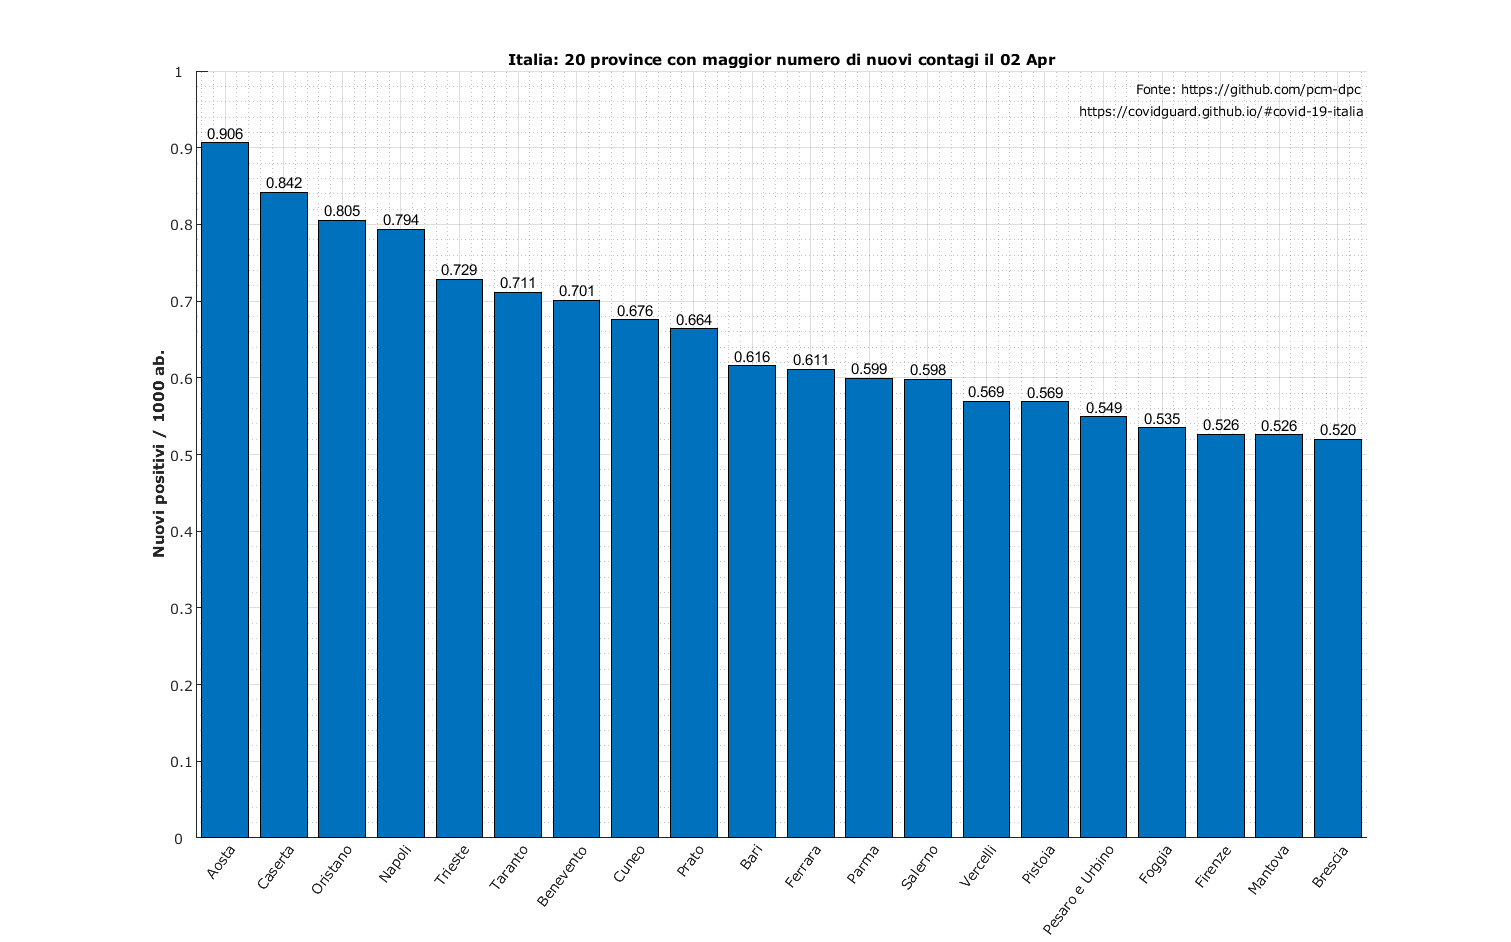 Italia: 20 province con maggior numero di nuovi contagi il 02 Apr
Fonte: https://github.com/pcm-dpc
https://covidguard.github.io/#covid-19-italia
Nuovi positivi / 1000 ab.
1
0.9
0.8
0.7
0.6
0.5
0.4
0.3
0.2
0.1
0
0.906
0.842
0.805
0.794
0.729
0.711
0.701
0.676
0.664
0.616
0.611
0.599
0.598
0.569
0.569
0.549
0.535
0.526
0.526
0.520
Aosta
Caserta
Oristano
Napoli
Trieste
Taranto
Benevento
Cuneo
Prato
Bari
Ferrara
Parma
Salerno
Vercelli
Pistoia
Pesaro e Urbino
Foggia
Firenze
Mantova
Brescia